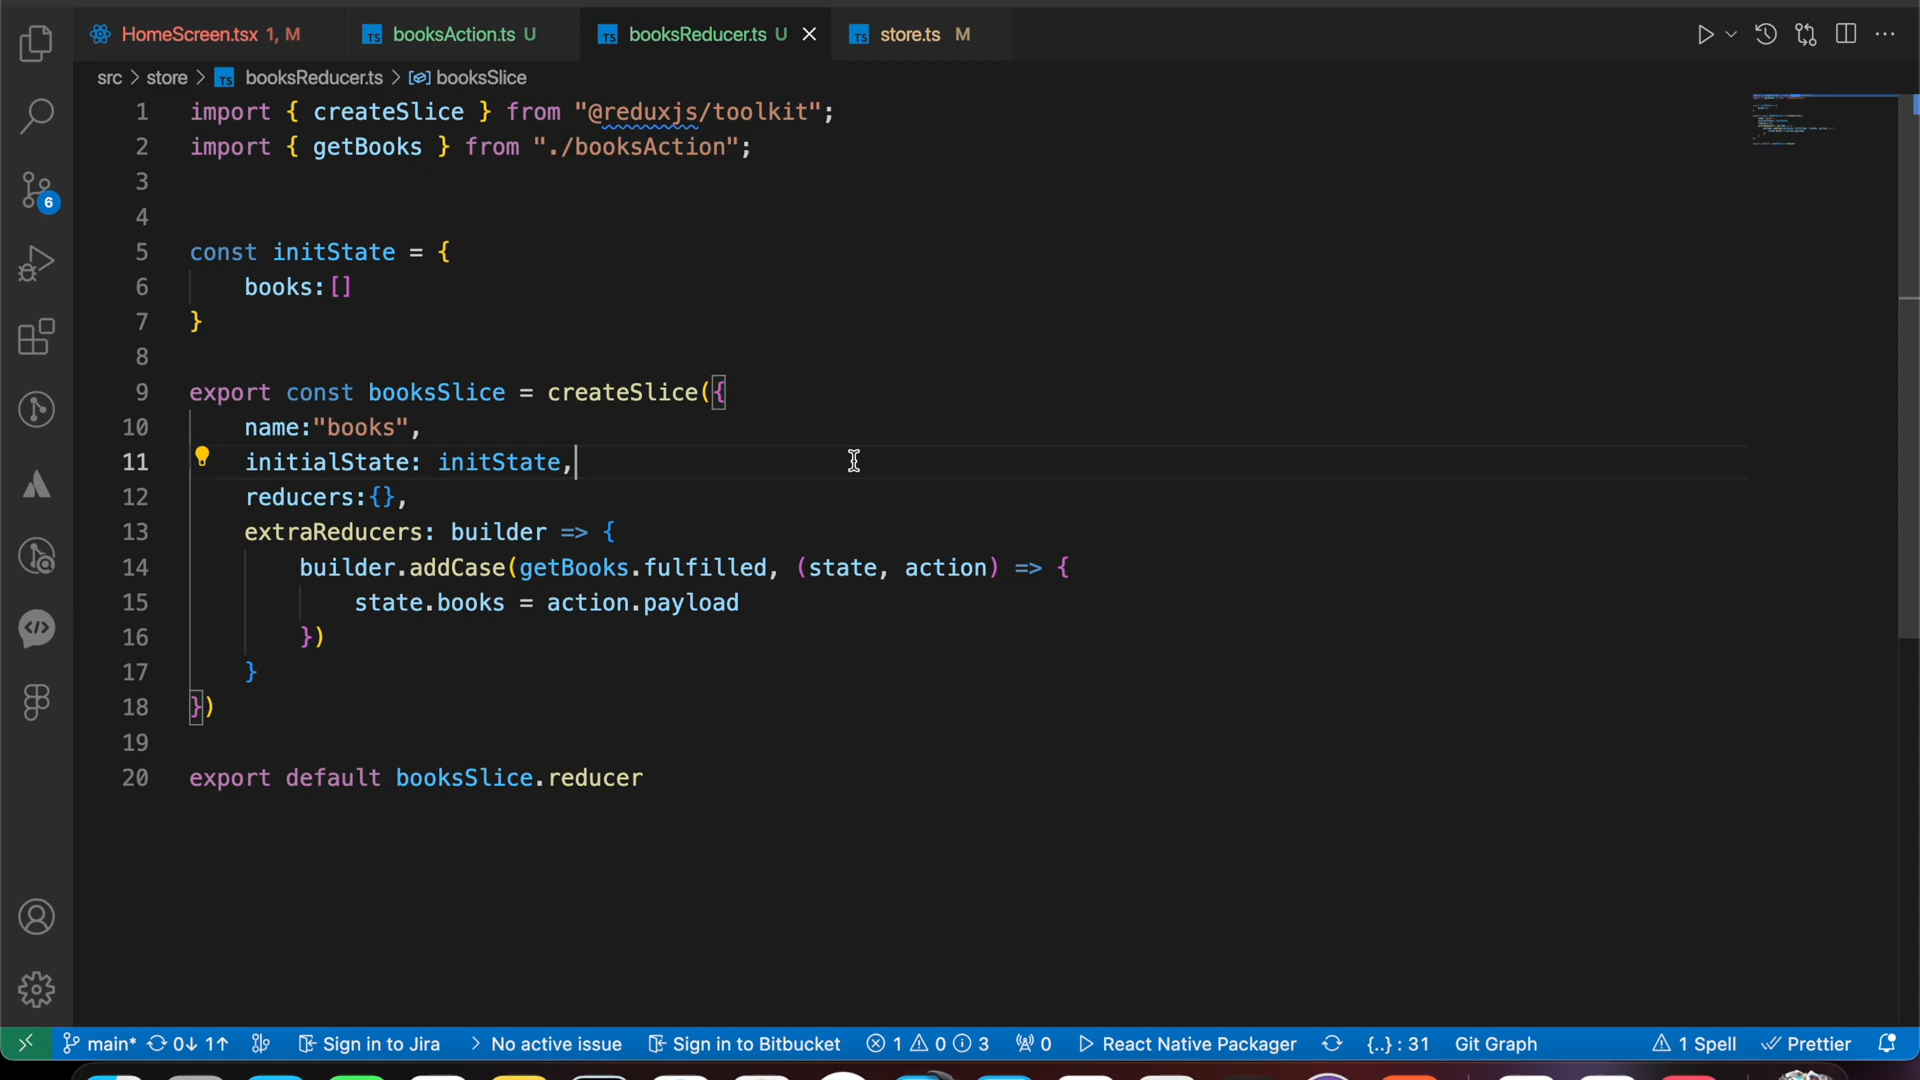 HomeScreen.tsx 1, M
TS booksAction.ts U
TS booksReducer.ts U
TS store.ts M
src > store > TS booksReducer.ts > booksSlice
1 import { createSlice } from "@reduxjs/toolkit";
2 import { getBooks } from "./booksAction";
3
4
5 const initState = {
6 books:[]
7 }
8
9 export const booksSlice = createSlice({
10 name:"books",
11 initialState: initState,
12 reducers:{},
13 extraReducers: builder => {
14 builder.addCase(getBooks.fulfilled, (state, action) => {
15 state.books = action.payload
16 })
17 }
18 })
19
20 export default booksSlice.reducer
6
main* 0↓ 1↑ Sign in to Jira > No active issue Sign in to Bitbucket 1 0 3 0 React Native Packager {..} : 31 Git Graph 1 Spell Prettier